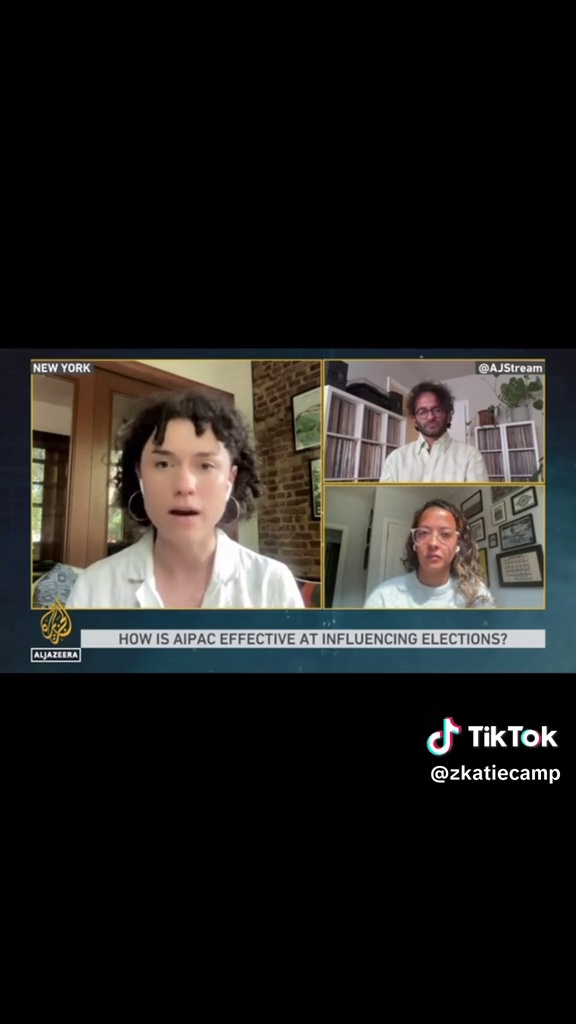 NEW YORK
@AJStream
HOW IS AIPAC EFFECTIVE AT INFLUENCING ELECTIONS?
ALJAZEERA
TikTok
@zkatiecamp